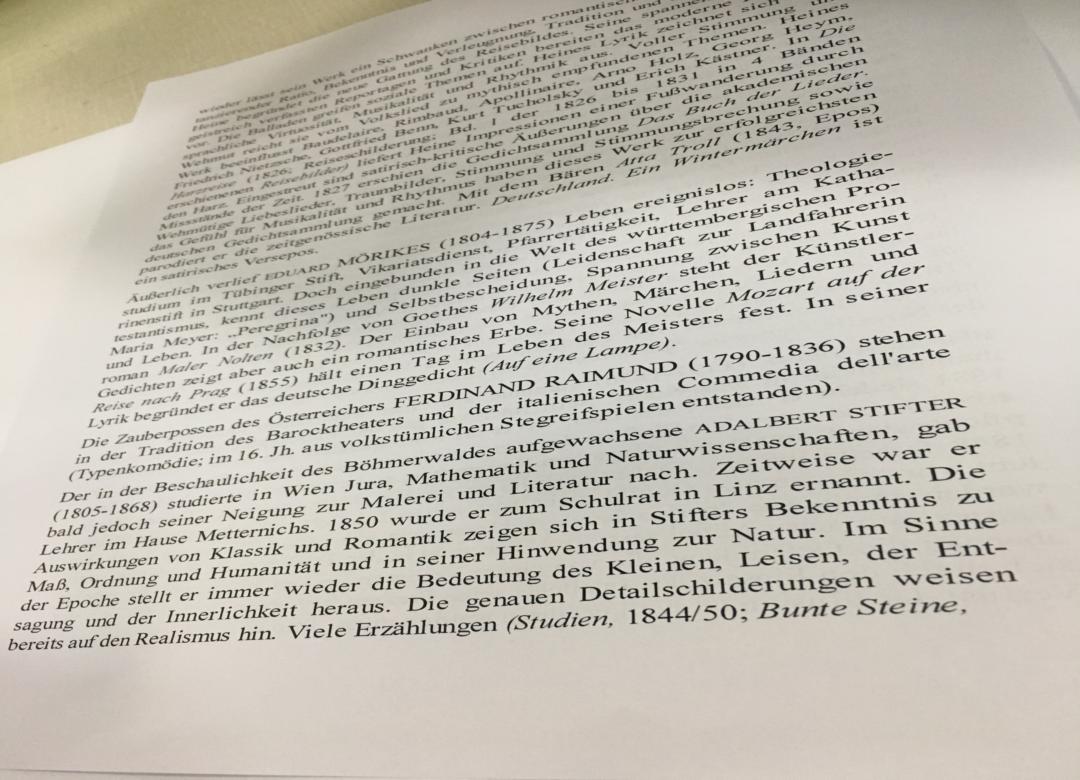 wieder lässt sein Werk ein Schwanken zwischen romantisch
tanzierender Ratio, Bekenntnis und Verleugnung, Tradition und
Heine begründet die neue Gattung des Reisebildes. Seine spannen
geistreich verfassten Reportagen und Kritiken bereiten das moderne
vor. Die Balladen greifen soziale Themen auf. Heines Lyrik zeichnet sich
sprachliche Virtuosität, Musikalität und Rhythmik aus. Voller Stimmung
Wehmut reicht sie vom Volkslied zu mythisch empfundenen Themen. Heines
Werk beeinflusst Baudelaire, Rimbaud, Apollinaire, Arno Holz, Georg Heym,
Friedrich Nietzsche, Gottfried Benn, Kurt Tucholsky und Erich Kästner. In Die
Harzreise (1826; Reiseschilderung; Bd. 1 der 1826 bis 1831 in 4 Bänden
erschienenen Reisebilder) liefert Heine Impressionen einer Fußwanderung durch
den Harz. Eingestreut sind satirisch-kritische Äußerungen über die akademischen
Missstände der Zeit. 1827 erschien die Gedichtsammlung Das Buch der Lieder.
Wehmütige Liebeslieder, Traumbilder, Stimmung und Stimmungsbrechung sowie
das Gefühl für Musikalität und Rhythmus haben dieses Werk zur erfolgreichsten
deutschen Gedichtsammlung gemacht. Mit dem Bären Atta Troll (1843, Epos)
parodiert er die zeitgenössische Literatur. Deutschland. Ein Wintermärchen ist
ein satirisches Versepos.
Äußerlich verlief EDUARD MÖRIKES (1804-1875) Leben ereignislos: Theologie-
studium im Tübinger Stift, Vikariatsdienst, Pfarrertätigkeit, Lehrer am Katha-
rinenstift in Stuttgart. Doch eingebunden in die Welt des württembergischen Pro-
testantismus, kennt dieses Leben dunkle Seiten (Leidenschaft zur Landfahrerin
Maria Meyer: „Peregrina") und Selbstbescheidung, Spannung zwischen Kunst
und Leben. In der Nachfolge von Goethes Wilhelm Meister steht der Künstler-
roman Maler Nolten (1832). Der Einbau von Mythen, Märchen, Liedern und
Gedichten zeigt aber auch ein romantisches Erbe. Seine Novelle Mozart auf der
Reise nach Prag (1855) hält einen Tag im Leben des Meisters fest. In seiner
Lyrik begründet er das deutsche Dinggedicht (Auf eine Lampe).
Die Zauberpossen des Österreichers FERDINAND RAIMUND (1790-1836) stehen
in der Tradition des Barocktheaters und der italienischen Commedia dell'arte
(Typenkomödie; im 16. Jh. aus volkstümlichen Stegreifspielen entstanden).
Der in der Beschaulichkeit des Böhmerwaldes aufgewachsene ADALBERT STIFTER
(1805-1868) studierte in Wien Jura, Mathematik und Naturwissenschaften, gab
bald jedoch seiner Neigung zur Malerei und Literatur nach. Zeitweise war er
Lehrer im Hause Metternichs. 1850 wurde er zum Schulrat in Linz ernannt. Die
Auswirkungen von Klassik und Romantik zeigen sich in Stifters Bekenntnis zu
Maß, Ordnung und Humanität und in seiner Hinwendung zur Natur. Im Sinne
der Epoche stellt er immer wieder die Bedeutung des Kleinen, Leisen, der Ent-
sagung und der Innerlichkeit heraus. Die genauen Detailschilderungen weisen
bereits auf den Realismus hin. Viele Erzählungen (Studien, 1844/50; Bunte Steine,